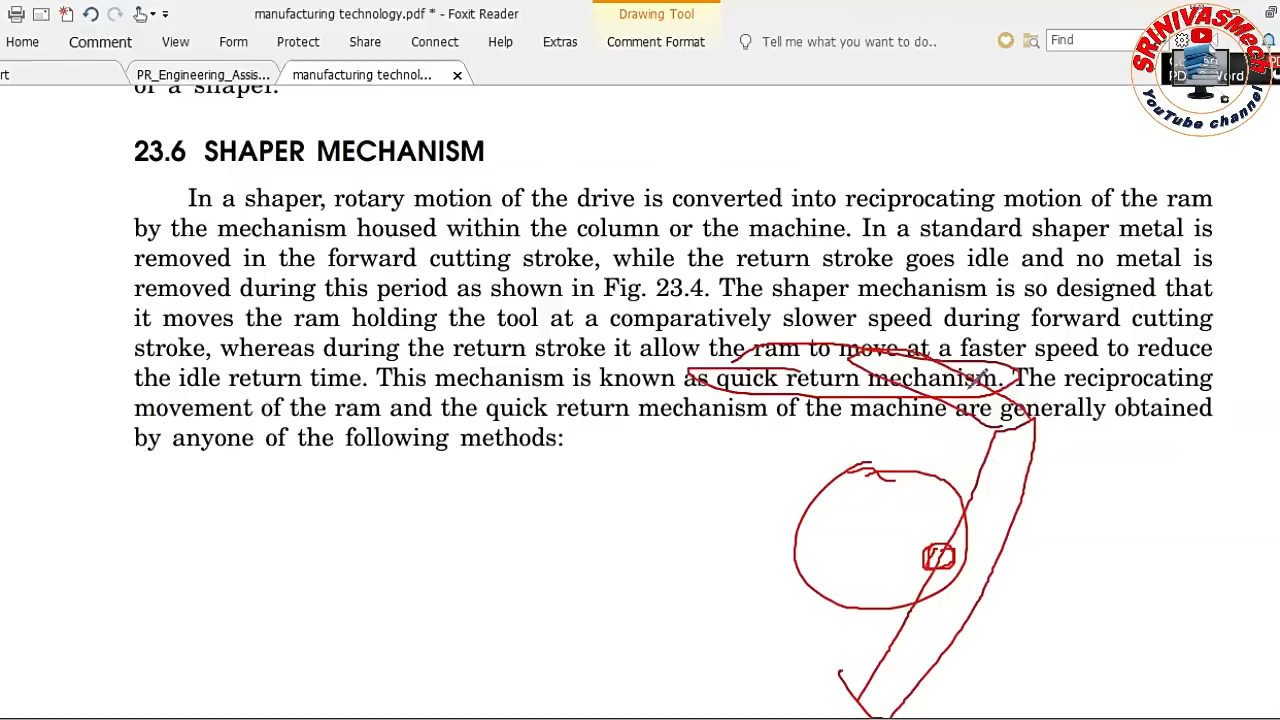 manufacturing technology.pdf * - Foxit Reader
Drawing Tool
Home Comment View Form Protect Share Connect Help Extras Comment Format Tell me what you want to do.. Find
rt PR_Engineering_Assis... manufacturing technol...
SRINIVASMech
YouTube channel
or a shaper.
23.6 SHAPER MECHANISM
In a shaper, rotary motion of the drive is converted into reciprocating motion of the ram
by the mechanism housed within the column or the machine. In a standard shaper metal is
removed in the forward cutting stroke, while the return stroke goes idle and no metal is
removed during this period as shown in Fig. 23.4. The shaper mechanism is so designed that
it moves the ram holding the tool at a comparatively slower speed during forward cutting
stroke, whereas during the return stroke it allow the ram to move at a faster speed to reduce
the idle return time. This mechanism is known as quick return mechanism. The reciprocating
movement of the ram and the quick return mechanism of the machine are generally obtained
by anyone of the following methods: